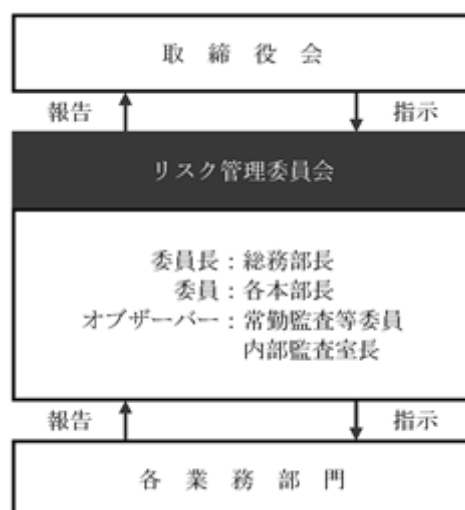 取締役会
報告 指示
リスク管理委員会
委員長：総務部長
委員：各本部長
オブザーバー：常勤監査等委員
内部監査室長
報告 指示
各業務部門